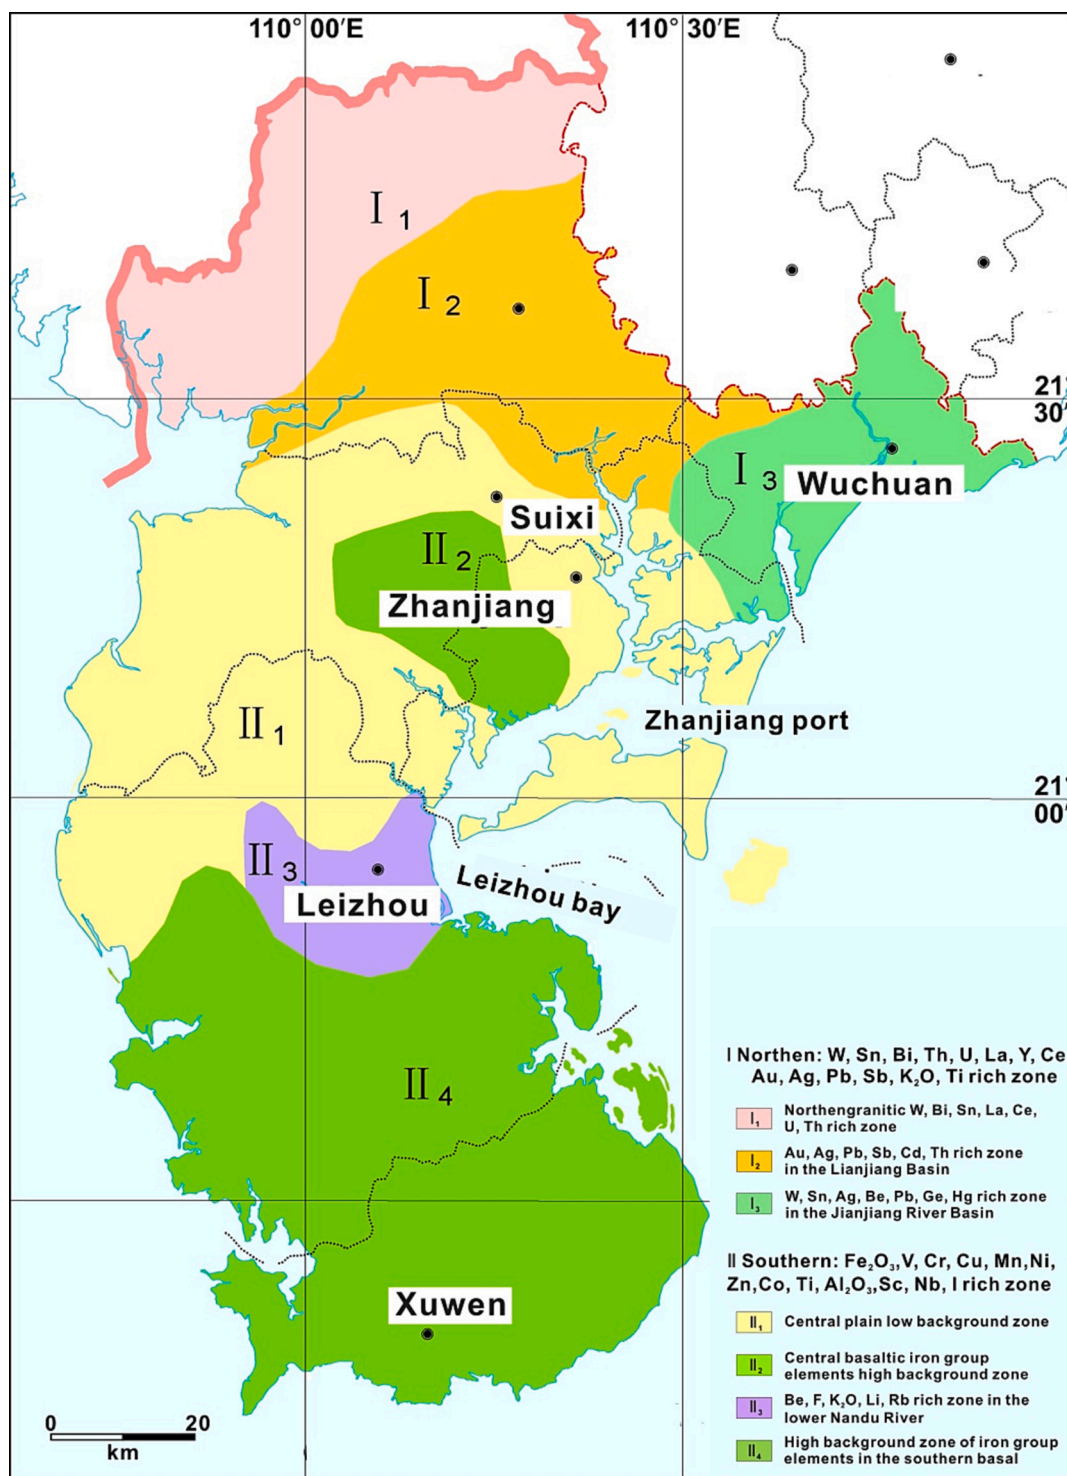 110° 00′E
110° 30′E
I 1
I 2
21°
30′
I 3
Wuchuan
Suixi
II 2
Zhanjiang
II 1
Zhanjiang port
21°
00′
II 3
Leizhou
Leizhou bay
II 4
Xuwen
0 20
km
I Northen: W, Sn, Bi, Th, U, La, Y, Ce
Au, Ag, Pb, Sb, K₂O, Ti rich zone
I₁ Northengranitic W, Bi, Sn, La, Ce,
U, Th rich zone
I₂ Au, Ag, Pb, Sb, Cd, Th rich zone
in the Lianjiang Basin
I₃ W, Sn, Ag, Be, Pb, Ge, Hg rich zone
in the Jianjiang River Basin
II Southern: Fe₂O₃,V, Cr, Cu, Mn,Ni,
Zn,Co, Ti, Al₂O₃,Sc, Nb, I rich zone
II₁ Central plain low background zone
II₂ Central basaltic iron group
elements high background zone
II₃ Be, F, K₂O, Li, Rb rich zone in the
lower Nandu River
II₄ High background zone of iron group
elements in the southern basal